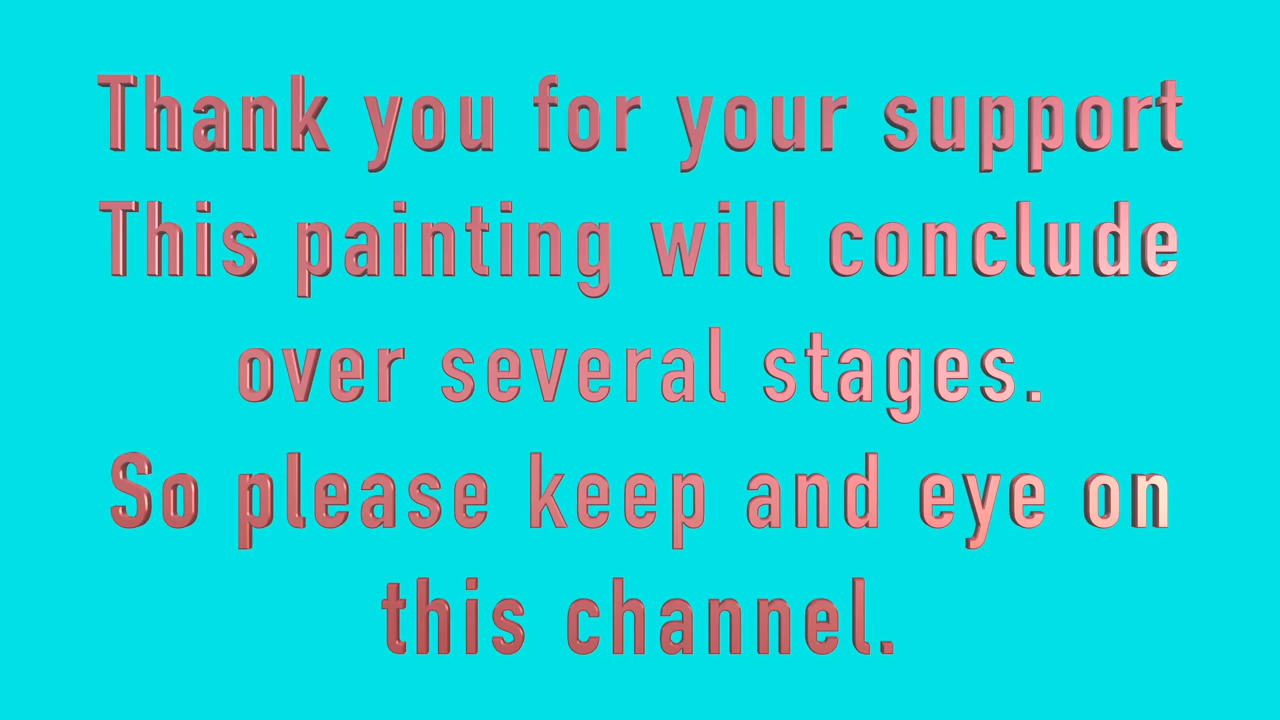 Thank you for your support
This painting will conclude
over several stages.
So please keep and eye on
this channel.